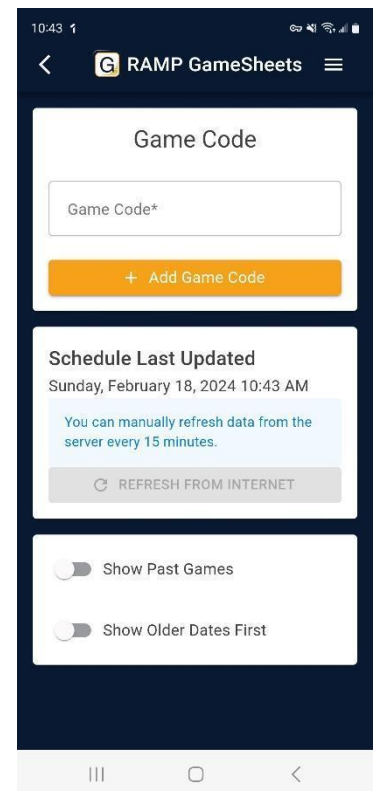 10:43
G RAMP GameSheets
Game Code
Game Code*
+ Add Game Code
Schedule Last Updated
Sunday, February 18, 2024 10:43 AM
You can manually refresh data from the
server every 15 minutes.
REFRESH FROM INTERNET
Show Past Games
Show Older Dates First